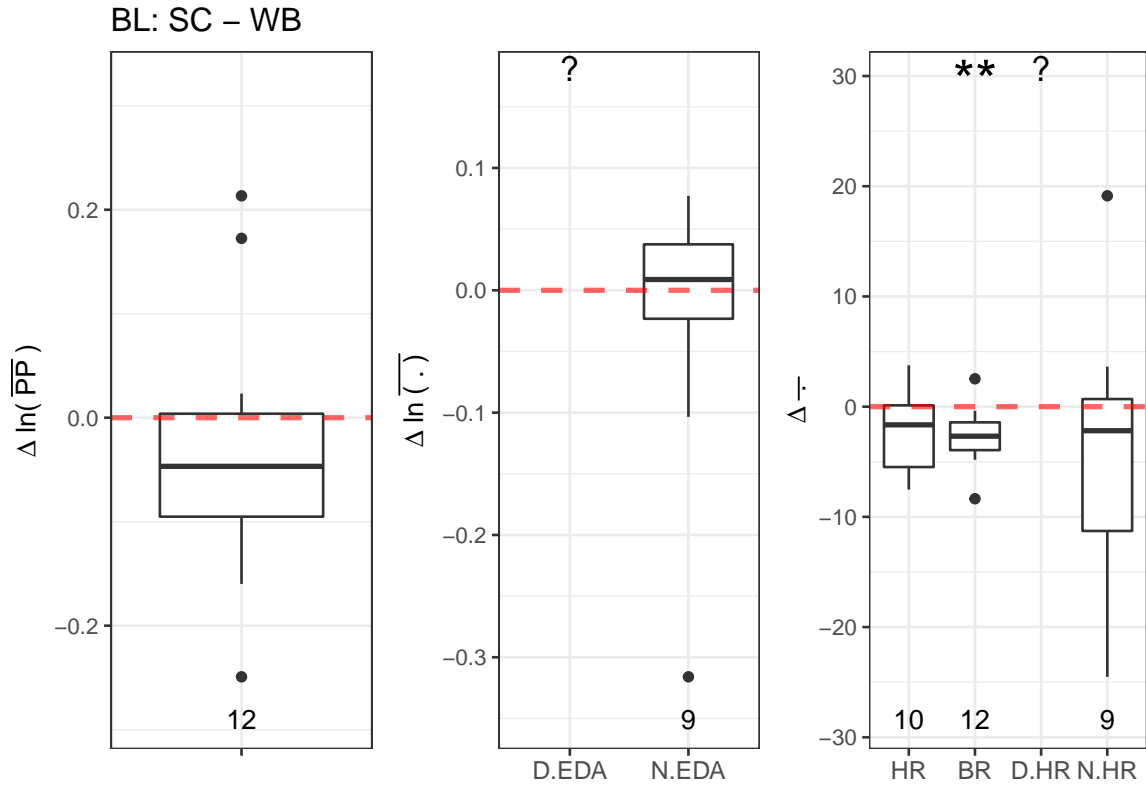 BL: SC − WB
Δ ln( PP )
0.2
0.0
−0.2
12
Δ ln ( . )
0.1
0.0
−0.1
−0.2
−0.3
?
9
D.EDA N.EDA
Δ .
30
20
10
0
−10
−20
−30
** ?
10 12 9
HR BR D.HR N.HR